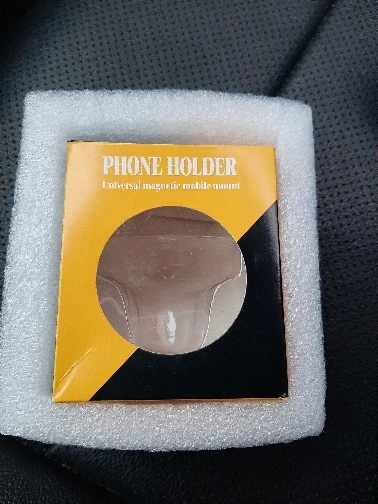 PHONE HOLDER
Universal magnetic mobile mount